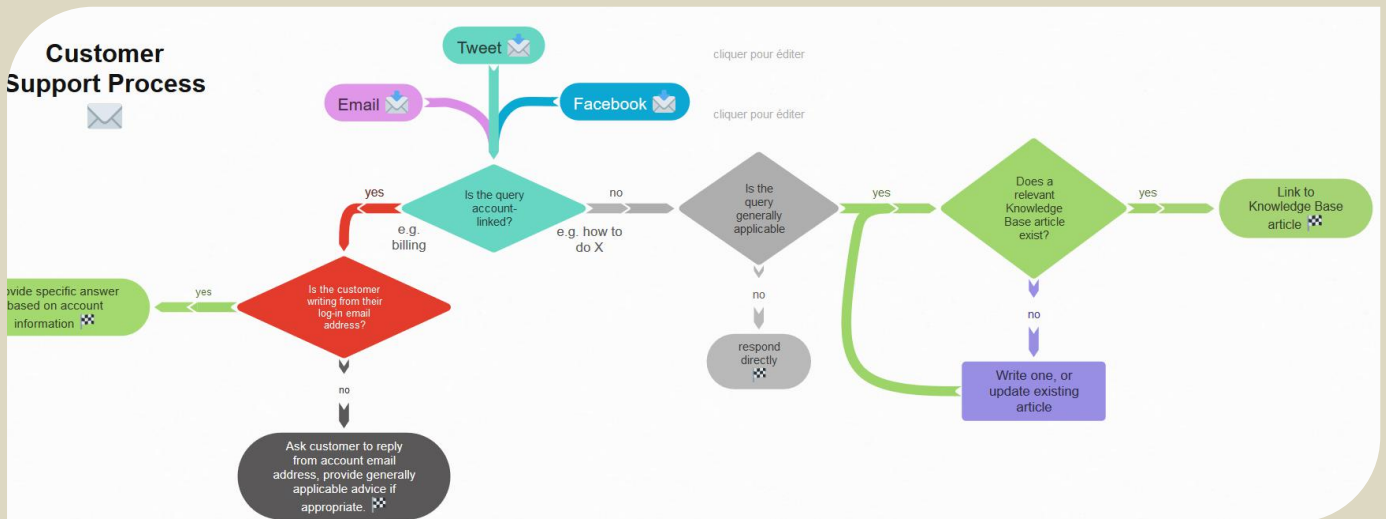 Customer
Support Process
Tweet
Email
Facebook
cliquer pour éditer
cliquer pour éditer
yes
Is the query
account-
linked?
no
e.g.
billing
e.g. how to
do X
Is the
query
generally
applicable
yes
Does a
relevant
Knowledge
Base article
exist?
yes
Link to
Knowledge Base
article
specific answer
based on account
information
yes
Is the customer
writing from their
log-in email
address?
no
respond
directly
no
Write one, or
update existing
article
no
Ask customer to reply
from account email
address, provide generally
applicable advice if
appropriate.